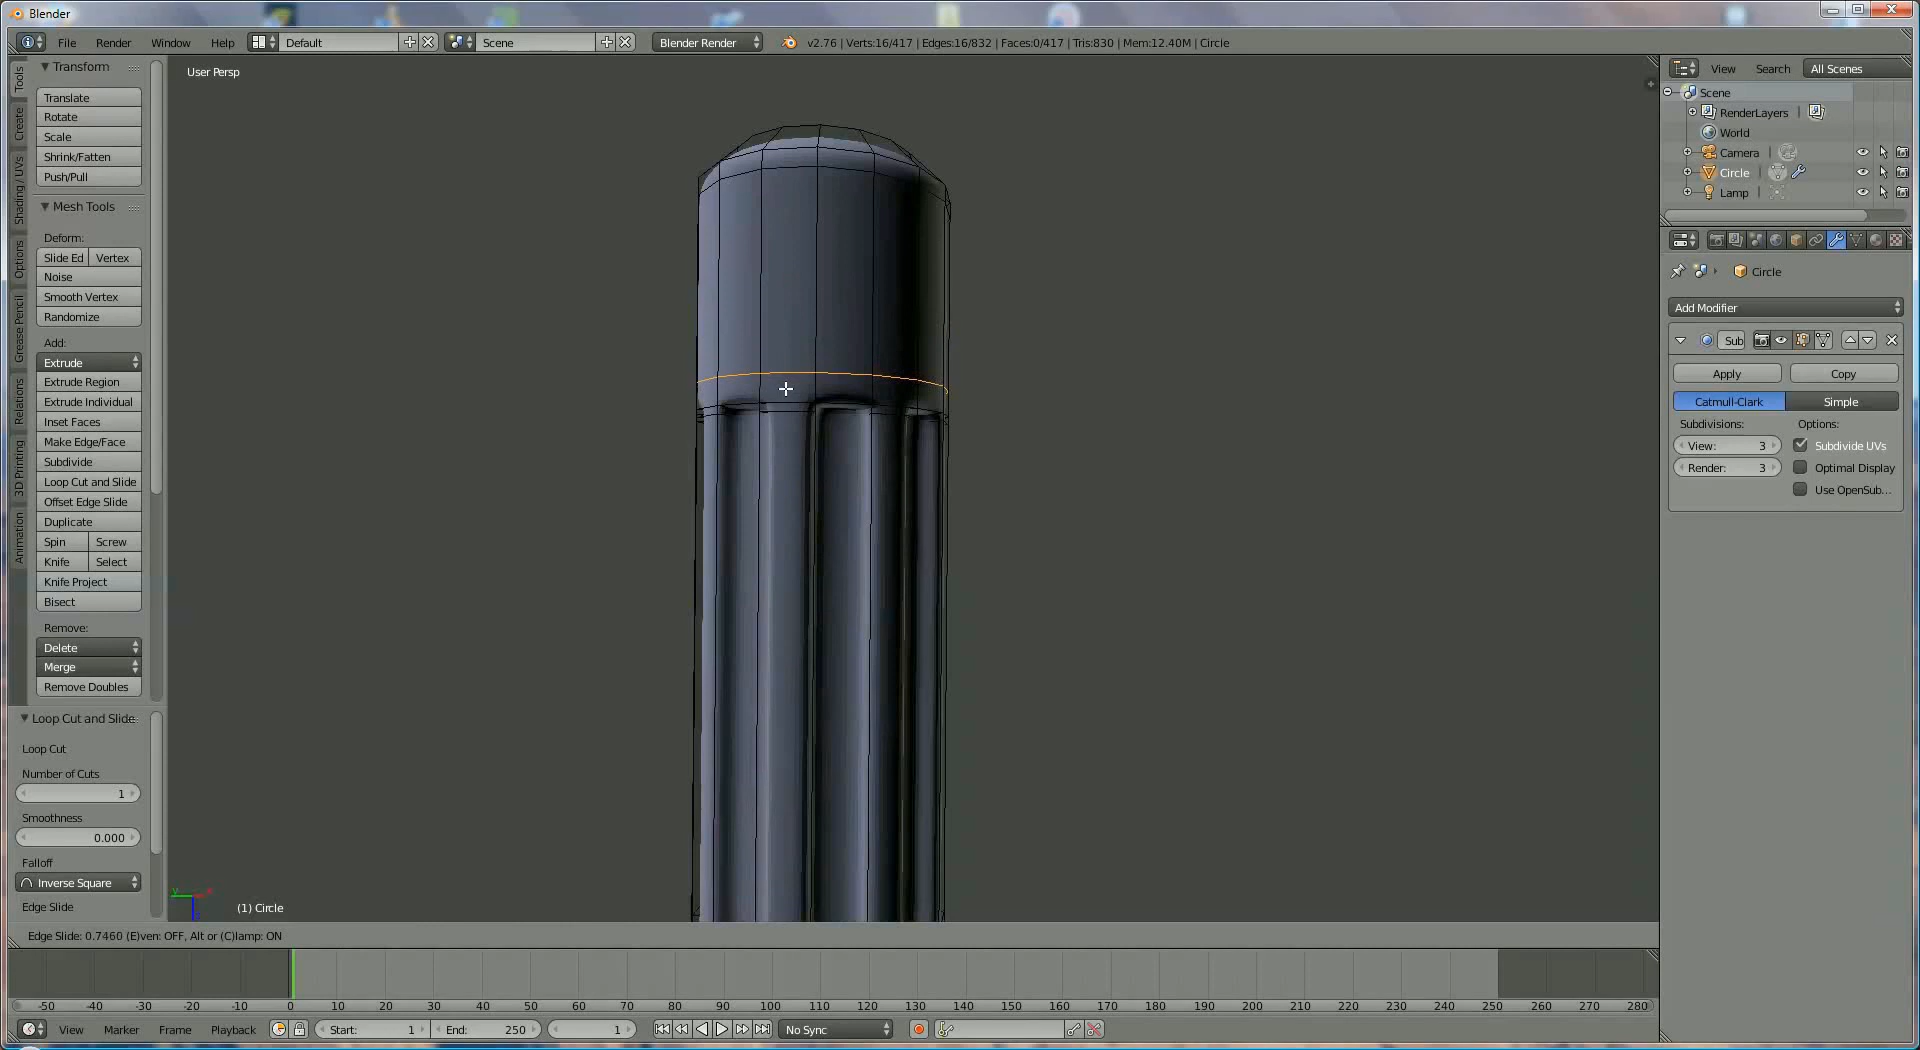 Blender
File Render Window Help Default Scene Blender Render v2.76 | Verts:16/417 | Edges:16/832 | Faces:0/417 | Tris:830 | Mem:12.40M | Circle
User Persp
Tools
Create
Shading / UVs
Options
Grease Pencil
Relations
3D Printing
Animation
Transform
Translate
Rotate
Scale
Shrink/Fatten
Push/Pull
Mesh Tools
Deform:
Slide Ed Vertex
Noise
Smooth Vertex
Randomize
Add:
Extrude
Extrude Region
Extrude Individual
Inset Faces
Make Edge/Face
Subdivide
Loop Cut and Slide
Offset Edge Slide
Duplicate
Spin Screw
Knife Select
Knife Project
Bisect
Remove:
Delete
Merge
Remove Doubles
Loop Cut and Slide
Loop Cut
Number of Cuts
1
Smoothness
0.000
Falloff
Inverse Square
Edge Slide
(1) Circle
Edge Slide: 0.7460 (E)ven: OFF, Alt or (C)lamp: ON
View Search All Scenes
Scene
RenderLayers |
World
Camera |
Circle |
Lamp |
Circle
Add Modifier
Sub
Apply Copy
Catmull-Clark Simple
Subdivisions: Options:
View: 3 Subdivide UVs
Render: 3 Optimal Display
Use OpenSub...
-50 -40 -30 -20 -10 0 10 20 30 40 50 60 70 80 90 100 110 120 130 140 150 160 170 180 190 200 210 220 230 240 250 260 270 280
View Marker Frame Playback Start: 1 End: 250 1 No Sync